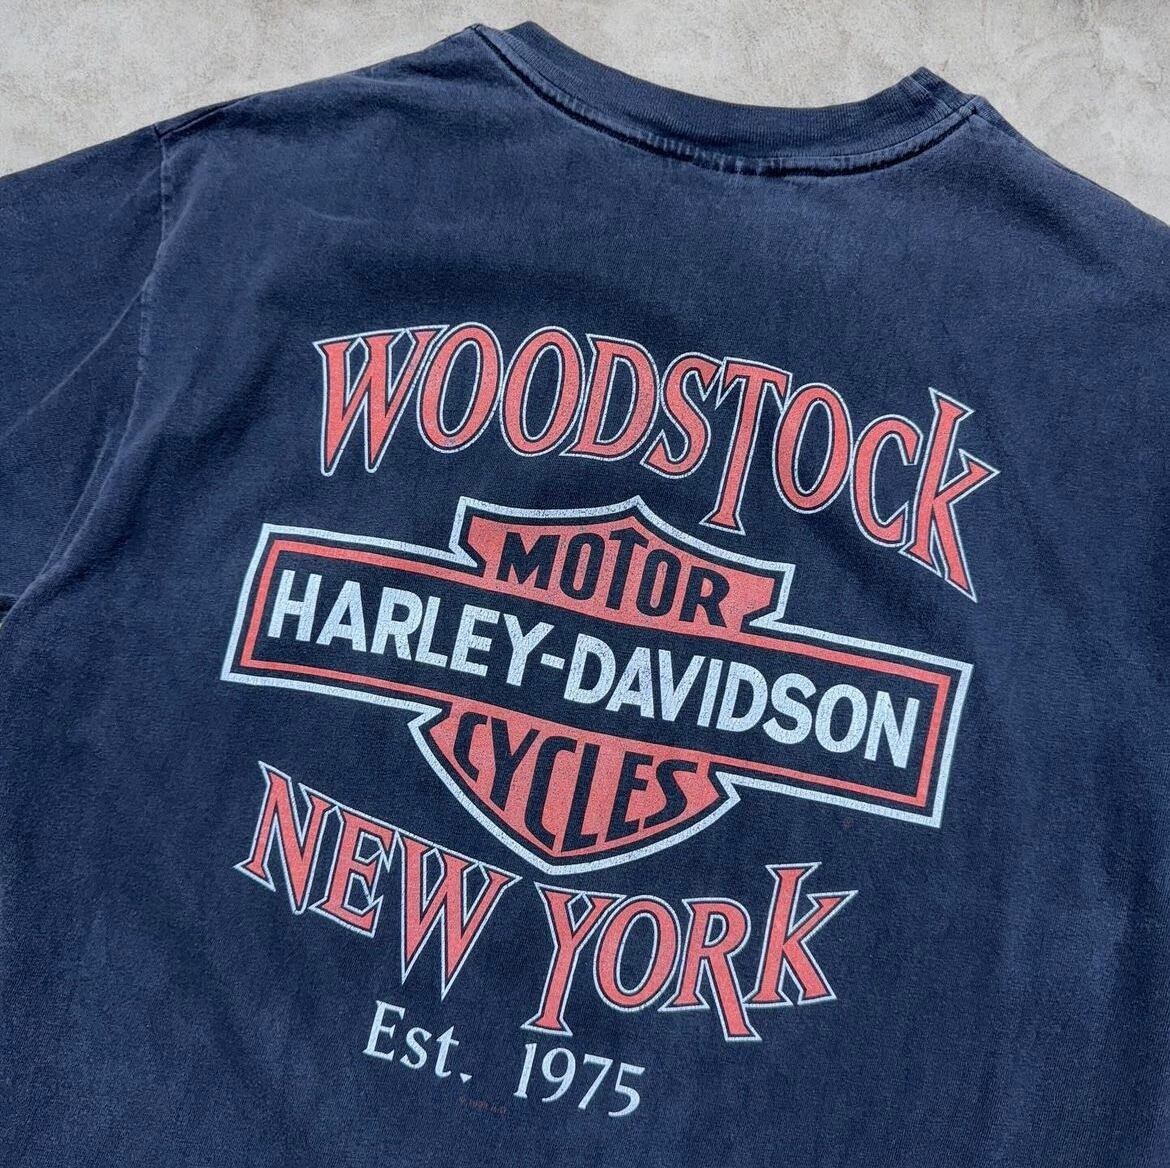 WOODSTOCK
MOTOR
HARLEY-DAVIDSON
CYCLES
NEW YORK
Est. 1975